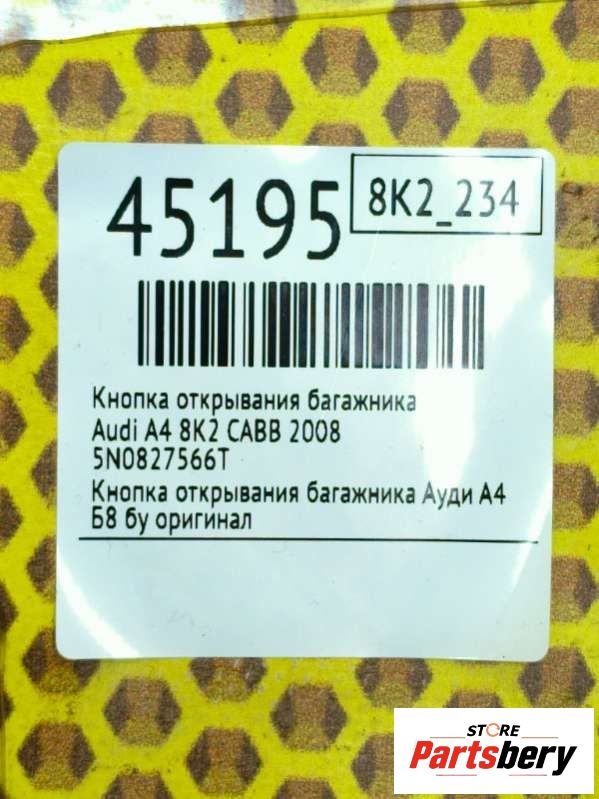 45195
8K2_234
Кнопка открывания багажника
Audi A4 8K2 CABB 2008
5N0827566T
Кнопка открывания багажника Ауди А4
Б8 бу оригинал
STORE
Partsbery